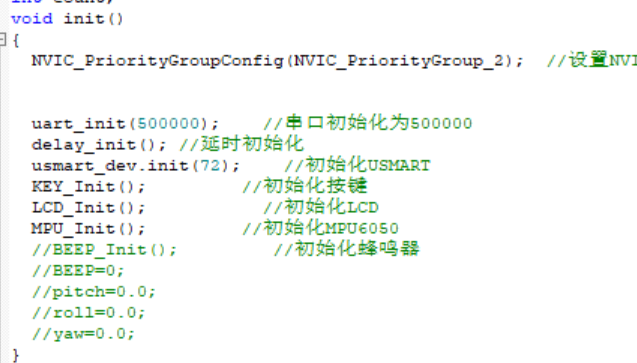 void init()
{
NVIC_PriorityGroupConfig(NVIC_PriorityGroup_2); //设置NVI
uart_init(500000); //串口初始化为500000
delay_init(); //延时初始化
usmart_dev.init(72); //初始化USMART
KEY_Init(); //初始化按键
LCD_Init(); //初始化LCD
MPU_Init(); //初始化MPU6050
//BEEP_Init(); //初始化蜂鸣器
//BEEP=0;
//pitch=0.0;
//roll=0.0;
//yaw=0.0;
}